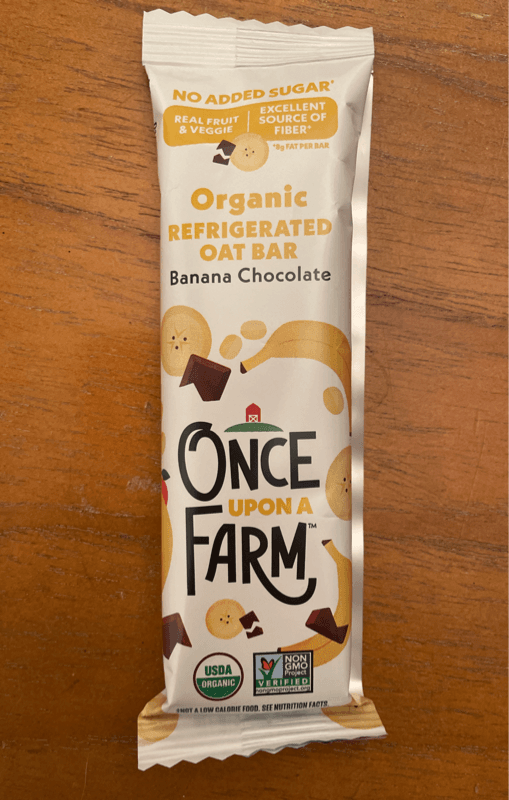 NO ADDED SUGAR†
REAL FRUIT & VEGGIE
EXCELLENT SOURCE OF FIBER*
*8g FAT PER BAR
Organic
REFRIGERATED
OAT BAR
Banana Chocolate
ONCE
UPON A
FARM™
USDA
ORGANIC
NON
GMO
Project
VERIFIED
nongmoproject.org
†NOT A LOW CALORIE FOOD. SEE NUTRITION FACTS.